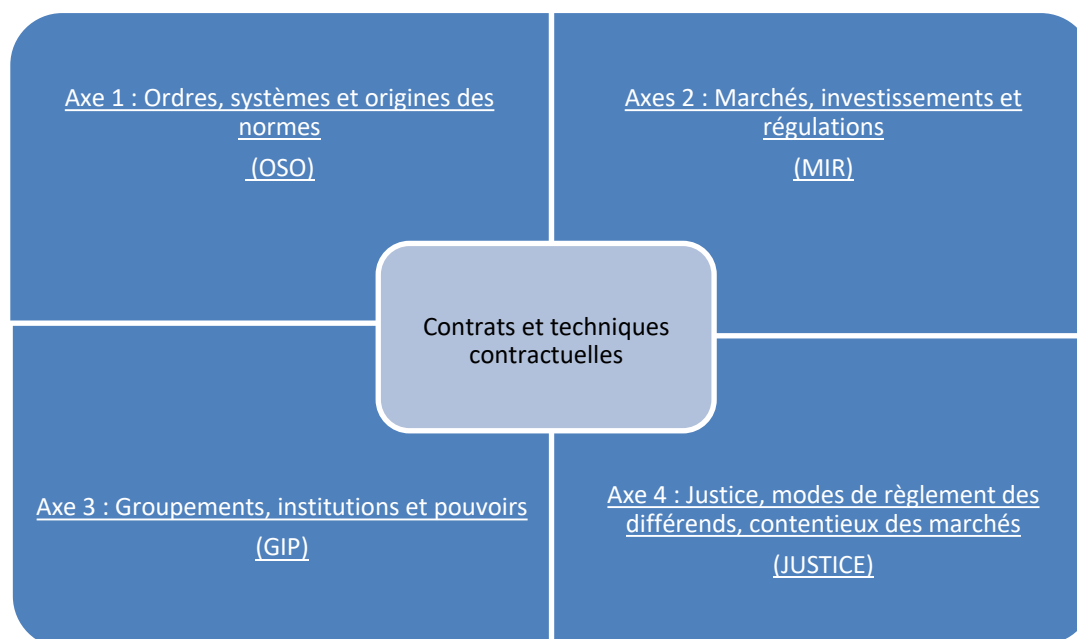 Axe 1 : Ordres, systèmes et origines des
normes
(OSO)
Axes 2 : Marchés, investissements et
régulations
(MIR)
Contrats et techniques
contractuelles
Axe 3 : Groupements, institutions et pouvoirs
(GIP)
Axe 4 : Justice, modes de règlement des
différends, contentieux des marchés
(JUSTICE)